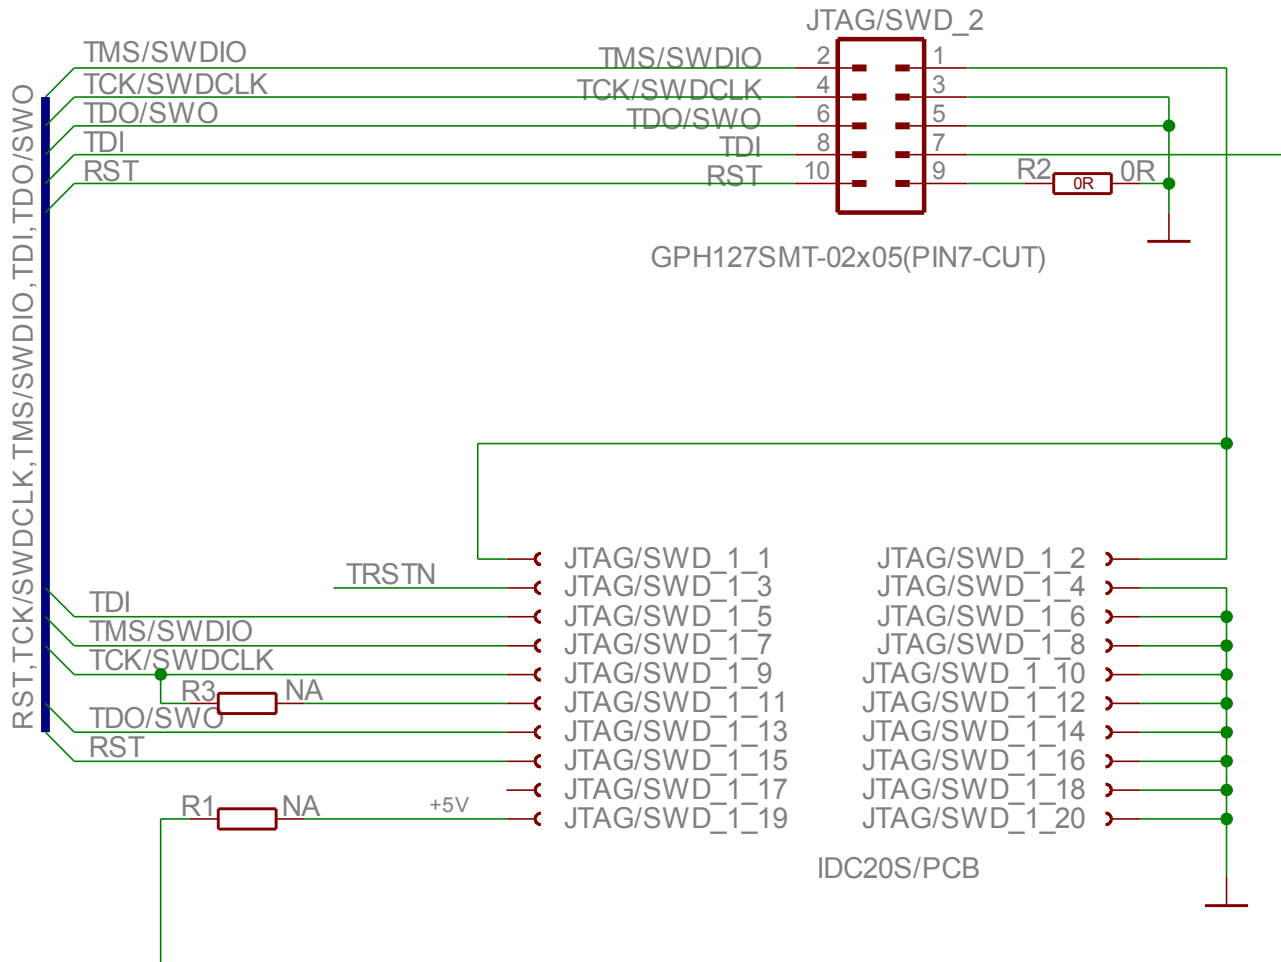 JTAG/SWD_2
TMS/SWDIO TMS/SWDIO 2 1
TCK/SWDCLK TCK/SWDCLK 4 3
TDO/SWO TDO/SWO 6 5
TDI TDI 8 7
RST RST 10 9 R2 0R 0R
GPH127SMT-02x05(PIN7-CUT)
RST,TCK/SWDCLK,TMS/SWDIO,TDI,TDO/SWO
JTAG/SWD_1_1 JTAG/SWD_1_2
TRSTN JTAG/SWD_1_3 JTAG/SWD_1_4
TDI JTAG/SWD_1_5 JTAG/SWD_1_6
TMS/SWDIO JTAG/SWD_1_7 JTAG/SWD_1_8
TCK/SWDCLK JTAG/SWD_1_9 JTAG/SWD_1_10
R3 NA JTAG/SWD_1_11 JTAG/SWD_1_12
TDO/SWO JTAG/SWD_1_13 JTAG/SWD_1_14
RST JTAG/SWD_1_15 JTAG/SWD_1_16
JTAG/SWD_1_17 JTAG/SWD_1_18
R1 NA +5V JTAG/SWD_1_19 JTAG/SWD_1_20
IDC20S/PCB